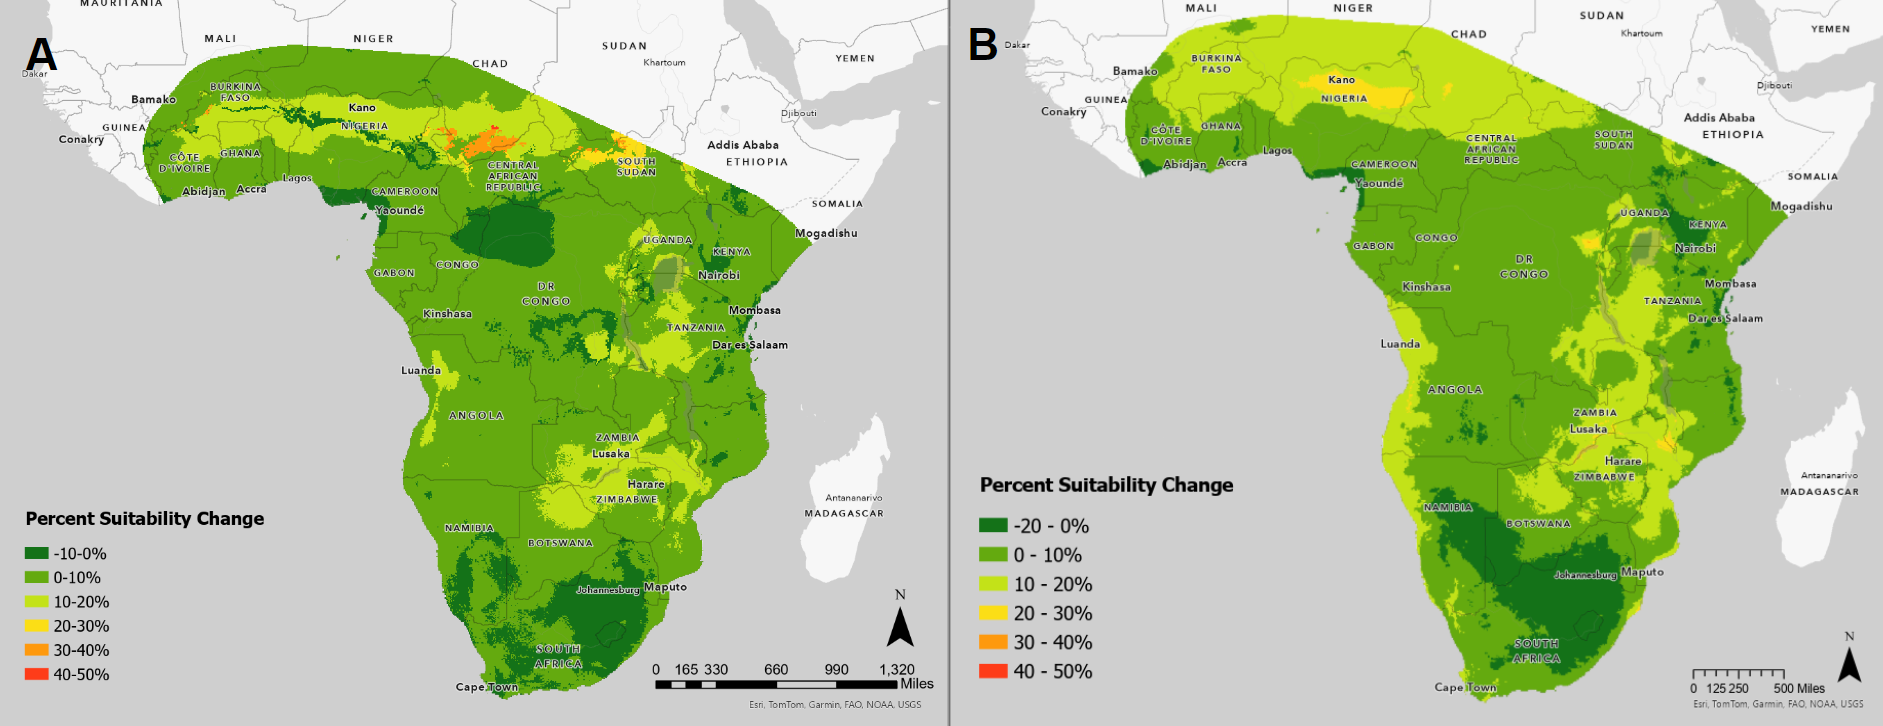 A
MAURITANIA
MALI
NIGER
SUDAN
CHAD
Khartoum
YEMEN
Dakar
BURKINA
FASO
Bamako
Kano
Djibouti
GUINEA
NIGERIA
Conakry
Addis Ababa
ETHIOPIA
CÔTE
D'IVOIRE
GHANA
CENTRAL
AFRICAN
REPUBLIC
SOUTH
SUDAN
Lagos
Abidjan
Accra
CAMEROON
Yaoundé
SOMALIA
Mogadishu
UGANDA
KENYA
Nairobi
GABON
CONGO
DR
CONGO
Kinshasa
Mombasa
TANZANIA
Dar es Salaam
Luanda
ANGOLA
ZAMBIA
Lusaka
Harare
ZIMBABWE
Antananarivo
MADAGASCAR
NAMIBIA
BOTSWANA
Johannesburg
Maputo
SOUTH
AFRICA
Cape Town
Percent Suitability Change
-10-0%
0-10%
10-20%
20-30%
30-40%
40-50%
N
0 165 330 660 990 1,320
Miles
Esri, TomTom, Garmin, FAO, NOAA, USGS
B
MALI
NIGER
SUDAN
CHAD
Khartoum
YEMEN
Dakar
BURKINA
FASO
Bamako
Kano
Djibouti
GUINEA
NIGERIA
Conakry
Addis Ababa
ETHIOPIA
CÔTE
D'IVOIRE
GHANA
CENTRAL
AFRICAN
REPUBLIC
SOUTH
SUDAN
Lagos
Abidjan
Accra
CAMEROON
Yaoundé
SOMALIA
Mogadishu
UGANDA
KENYA
Nairobi
GABON
CONGO
DR
CONGO
Kinshasa
Mombasa
TANZANIA
Dar es Salaam
Luanda
ANGOLA
ZAMBIA
Lusaka
Harare
ZIMBABWE
Antananarivo
MADAGASCAR
NAMIBIA
BOTSWANA
Johannesburg
Maputo
SOUTH
AFRICA
Cape Town
Percent Suitability Change
-20 - 0%
0 - 10%
10 - 20%
20 - 30%
30 - 40%
40 - 50%
N
0 125 250 500 Miles
Esri, TomTom, Garmin, FAO, NOAA, USGS